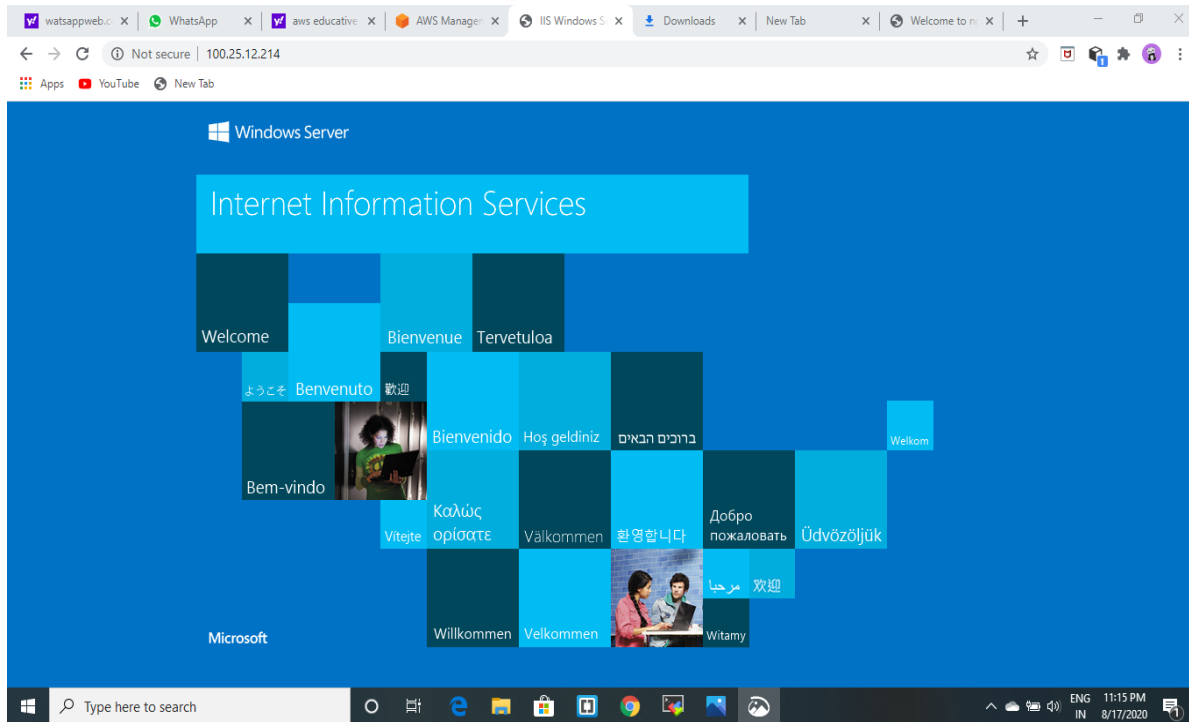 watsappweb.c
WhatsApp
aws educative
AWS Manager
IIS Windows S
Downloads
New Tab
Welcome to n
Not secure | 100.25.12.214
Apps
YouTube
New Tab
Windows Server
Internet Information Services
Welcome
Bienvenue
Tervetuloa
ようこそ
Benvenuto
歡迎
Bienvenido
Hoş geldiniz
ברוכים הבאים
Welkom
Bem-vindo
Vítejte
Καλώς
ορίσατε
Välkommen
환영합니다
Добро
пожаловать
Üdvözöljük
مرحبا
欢迎
Microsoft
Willkommen
Velkommen
Witamy
Type here to search
ENG
IN
11:15 PM
8/17/2020
1